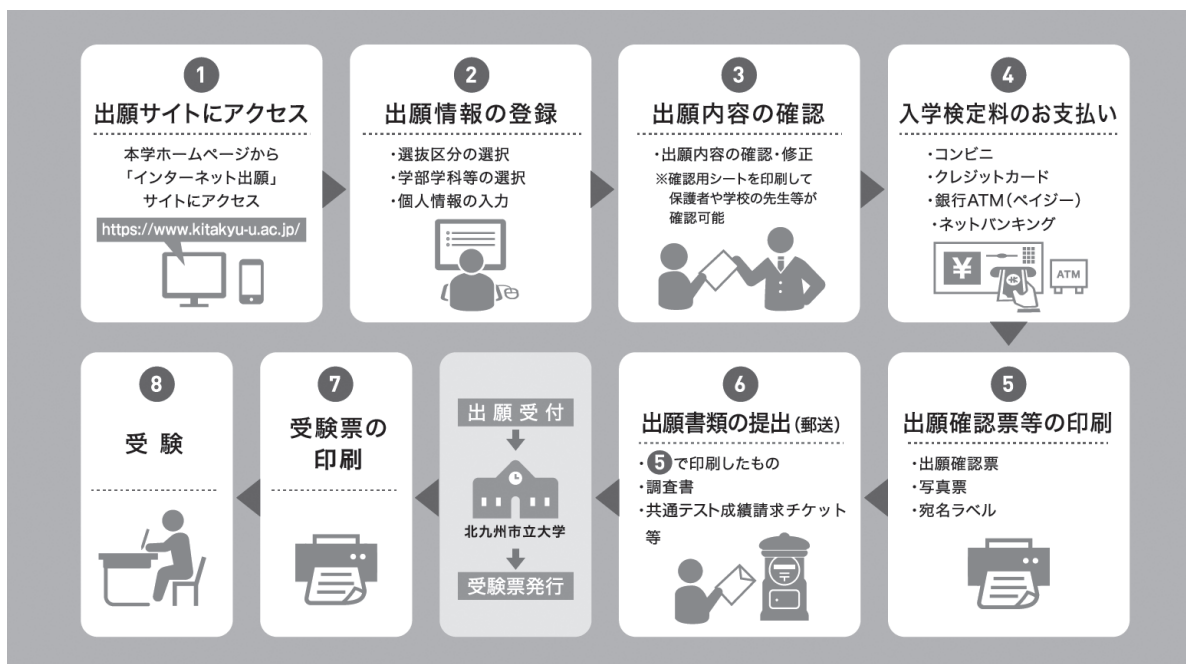 1
出願サイトにアクセス
本学ホームページから
「インターネット出願」
サイトにアクセス
https://www.kitakyu-u.ac.jp/
2
出願情報の登録
・選抜区分の選択
・学部学科等の選択
・個人情報の入力
3
出願内容の確認
・出願内容の確認・修正
※確認用シートを印刷して
保護者や学校の先生等が
確認可能
4
入学検定料のお支払い
・コンビニ
・クレジットカード
・銀行ATM(ペイジー)
・ネットバンキング
¥
ATM
5
出願確認票等の印刷
・出願確認票
・写真票
・宛名ラベル
6
出願書類の提出(郵送)
・5で印刷したもの
・調査書
・共通テスト成績請求チケット
等
〒
出願受付
北九州市立大学
受験票発行
7
受験票の
印刷
8
受験